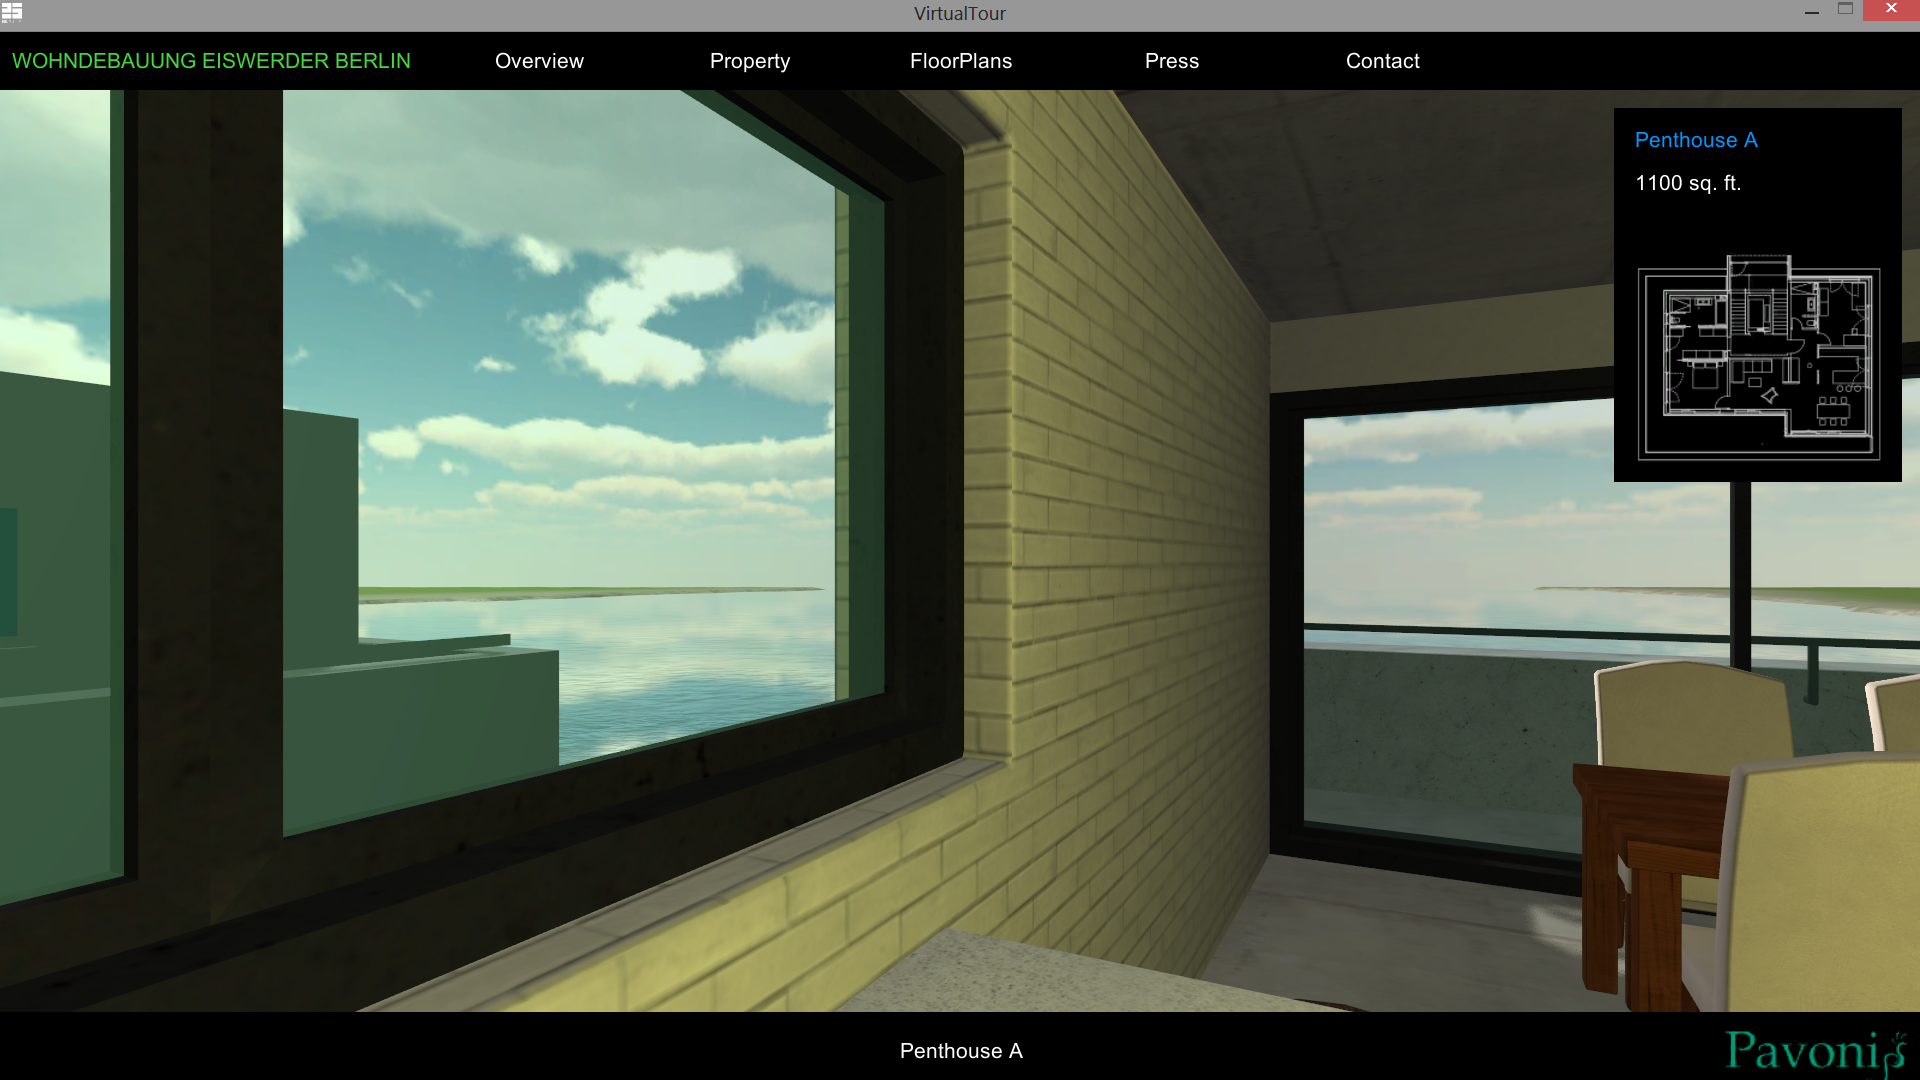 VirtualTour
WOHNDEBAUUNG EISWERDER BERLIN
Overview
Property
FloorPlans
Press
Contact
Penthouse A
1100 sq. ft.
Penthouse A
Pavonis